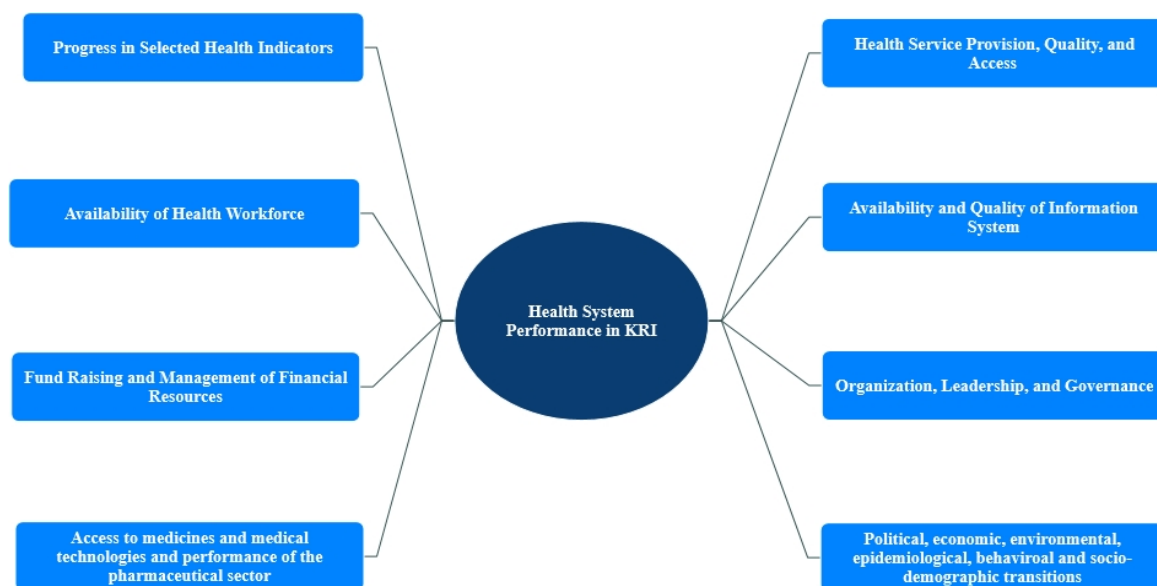 Progress in Selected Health Indicators
Availability of Health Workforce
Fund Raising and Management of Financial
Resources
Access to medicines and medical
technologies and performance of the
pharmaceutical sector
Health System
Performance in KRI
Health Service Provision, Quality, and
Access
Availability and Quality of Information
System
Organization, Leadership, and Governance
Political, economic, environmental,
epidemiological, behaviroal and socio-
demographic transitions